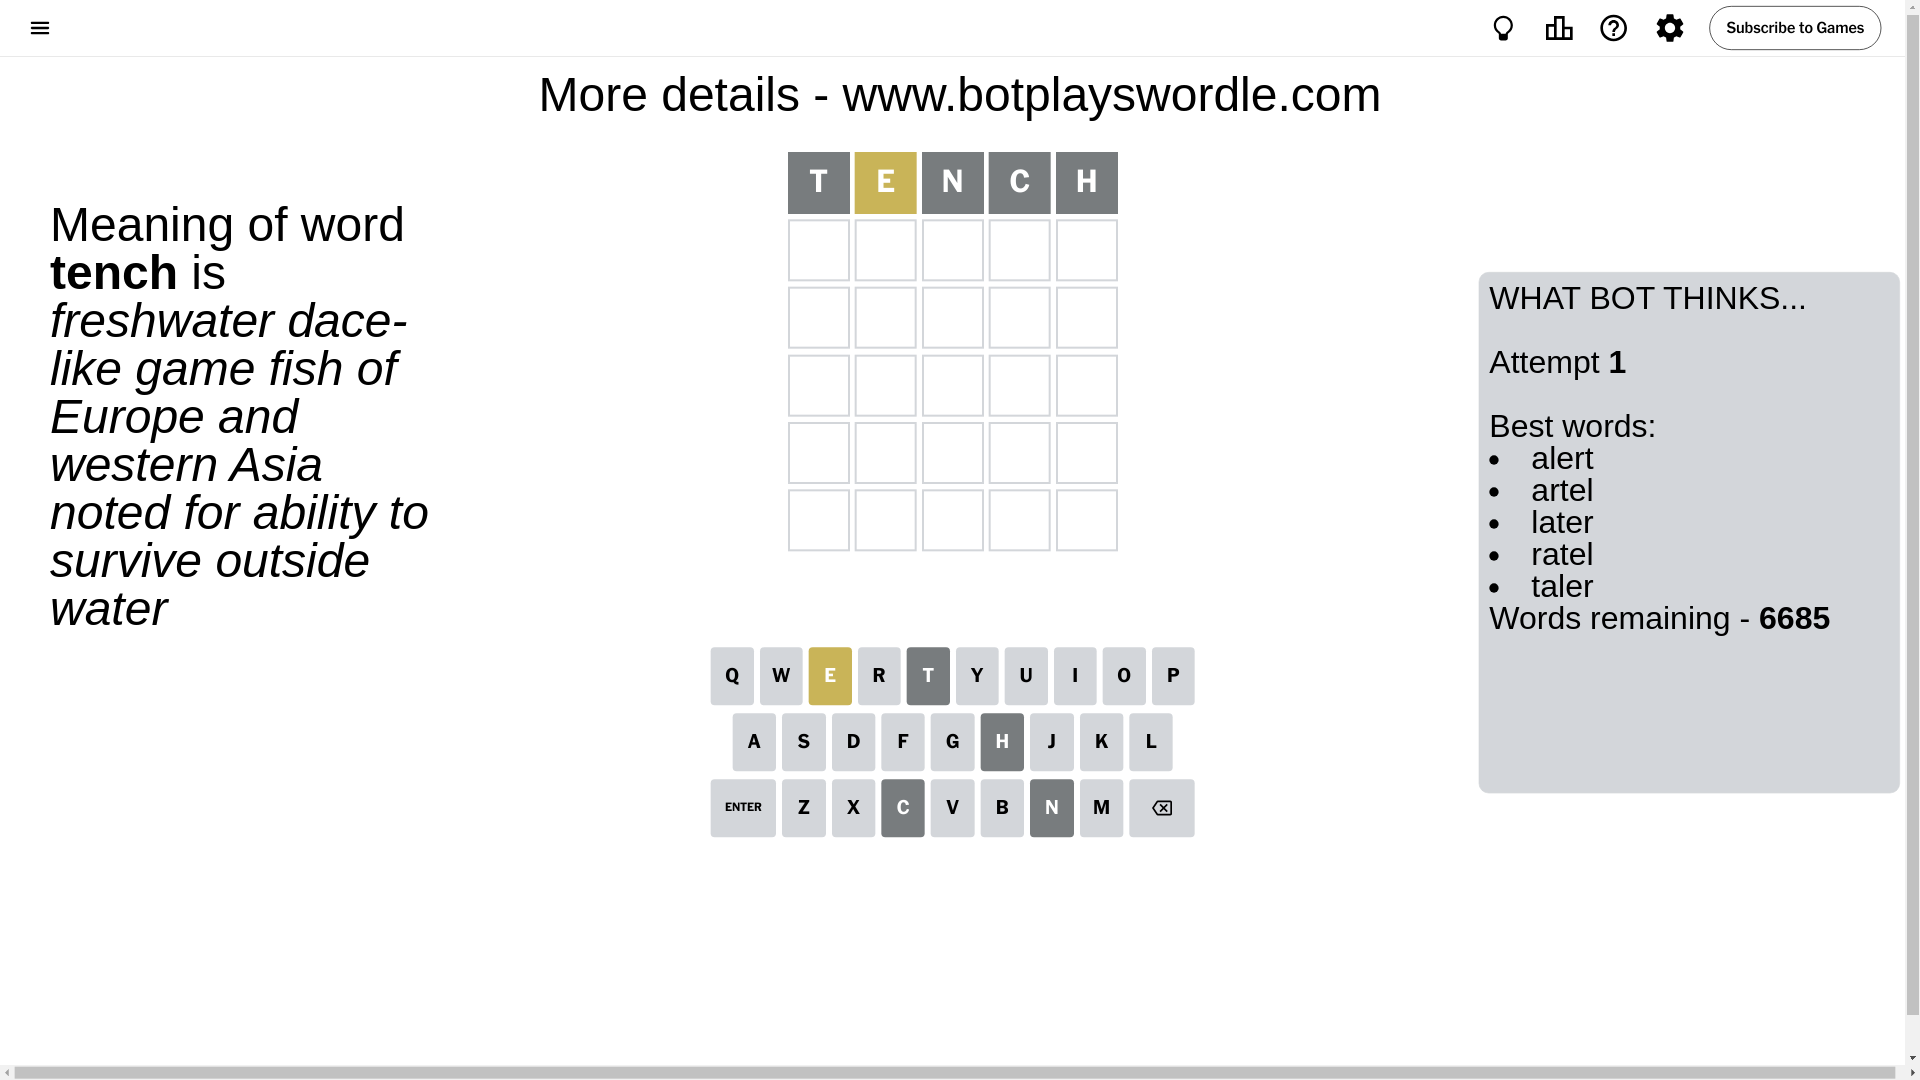 Subscribe to Games
More details - www.botplayswordle.com
T E N C H
Meaning of word
tench is
freshwater dace-
like game fish of
Europe and
western Asia
noted for ability to
survive outside
water
WHAT BOT THINKS...
Attempt 1
Best words:
• alert
• artel
• later
• ratel
• taler
Words remaining - 6685
Q W E R T Y U I O P
A S D F G H J K L
ENTER Z X C V B N M